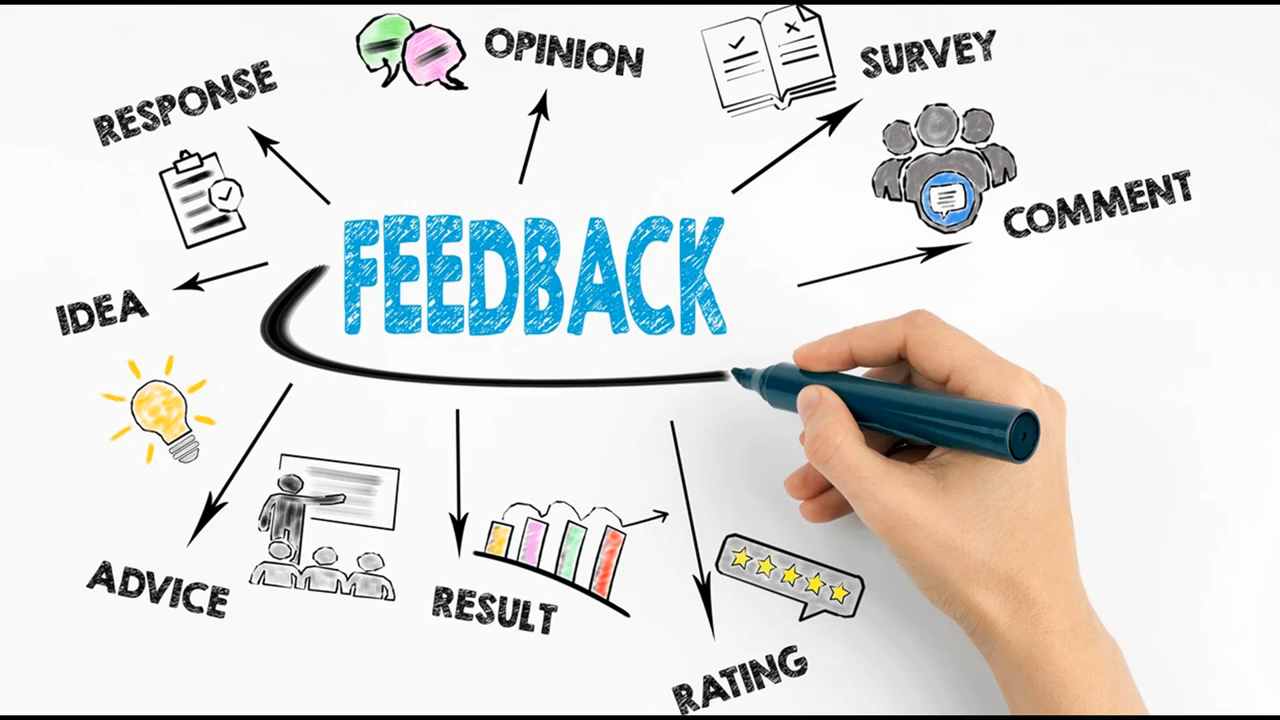 OPINION
SURVEY
RESPONSE
COMMENT
FEEDBACK
IDEA
ADVICE
RESULT
RATING